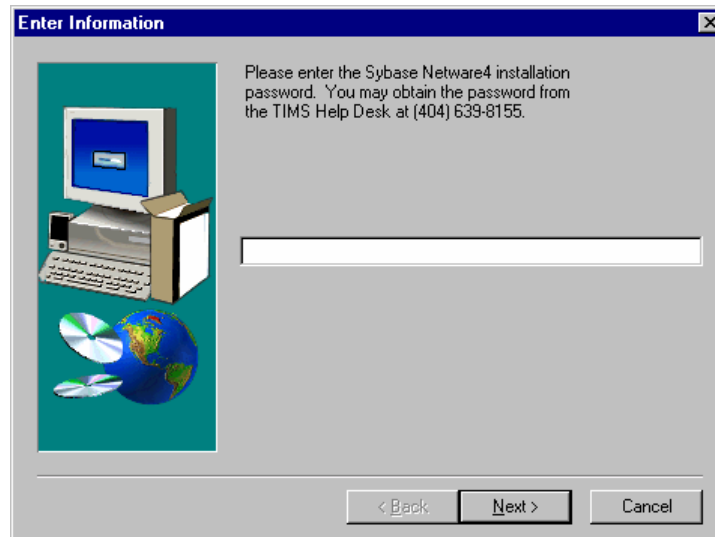 Enter Information
Please enter the Sybase Netware4 installation
password.  You may obtain the password from
the TIMS Help Desk at (404) 639-8155.
< Back
Next >
Cancel